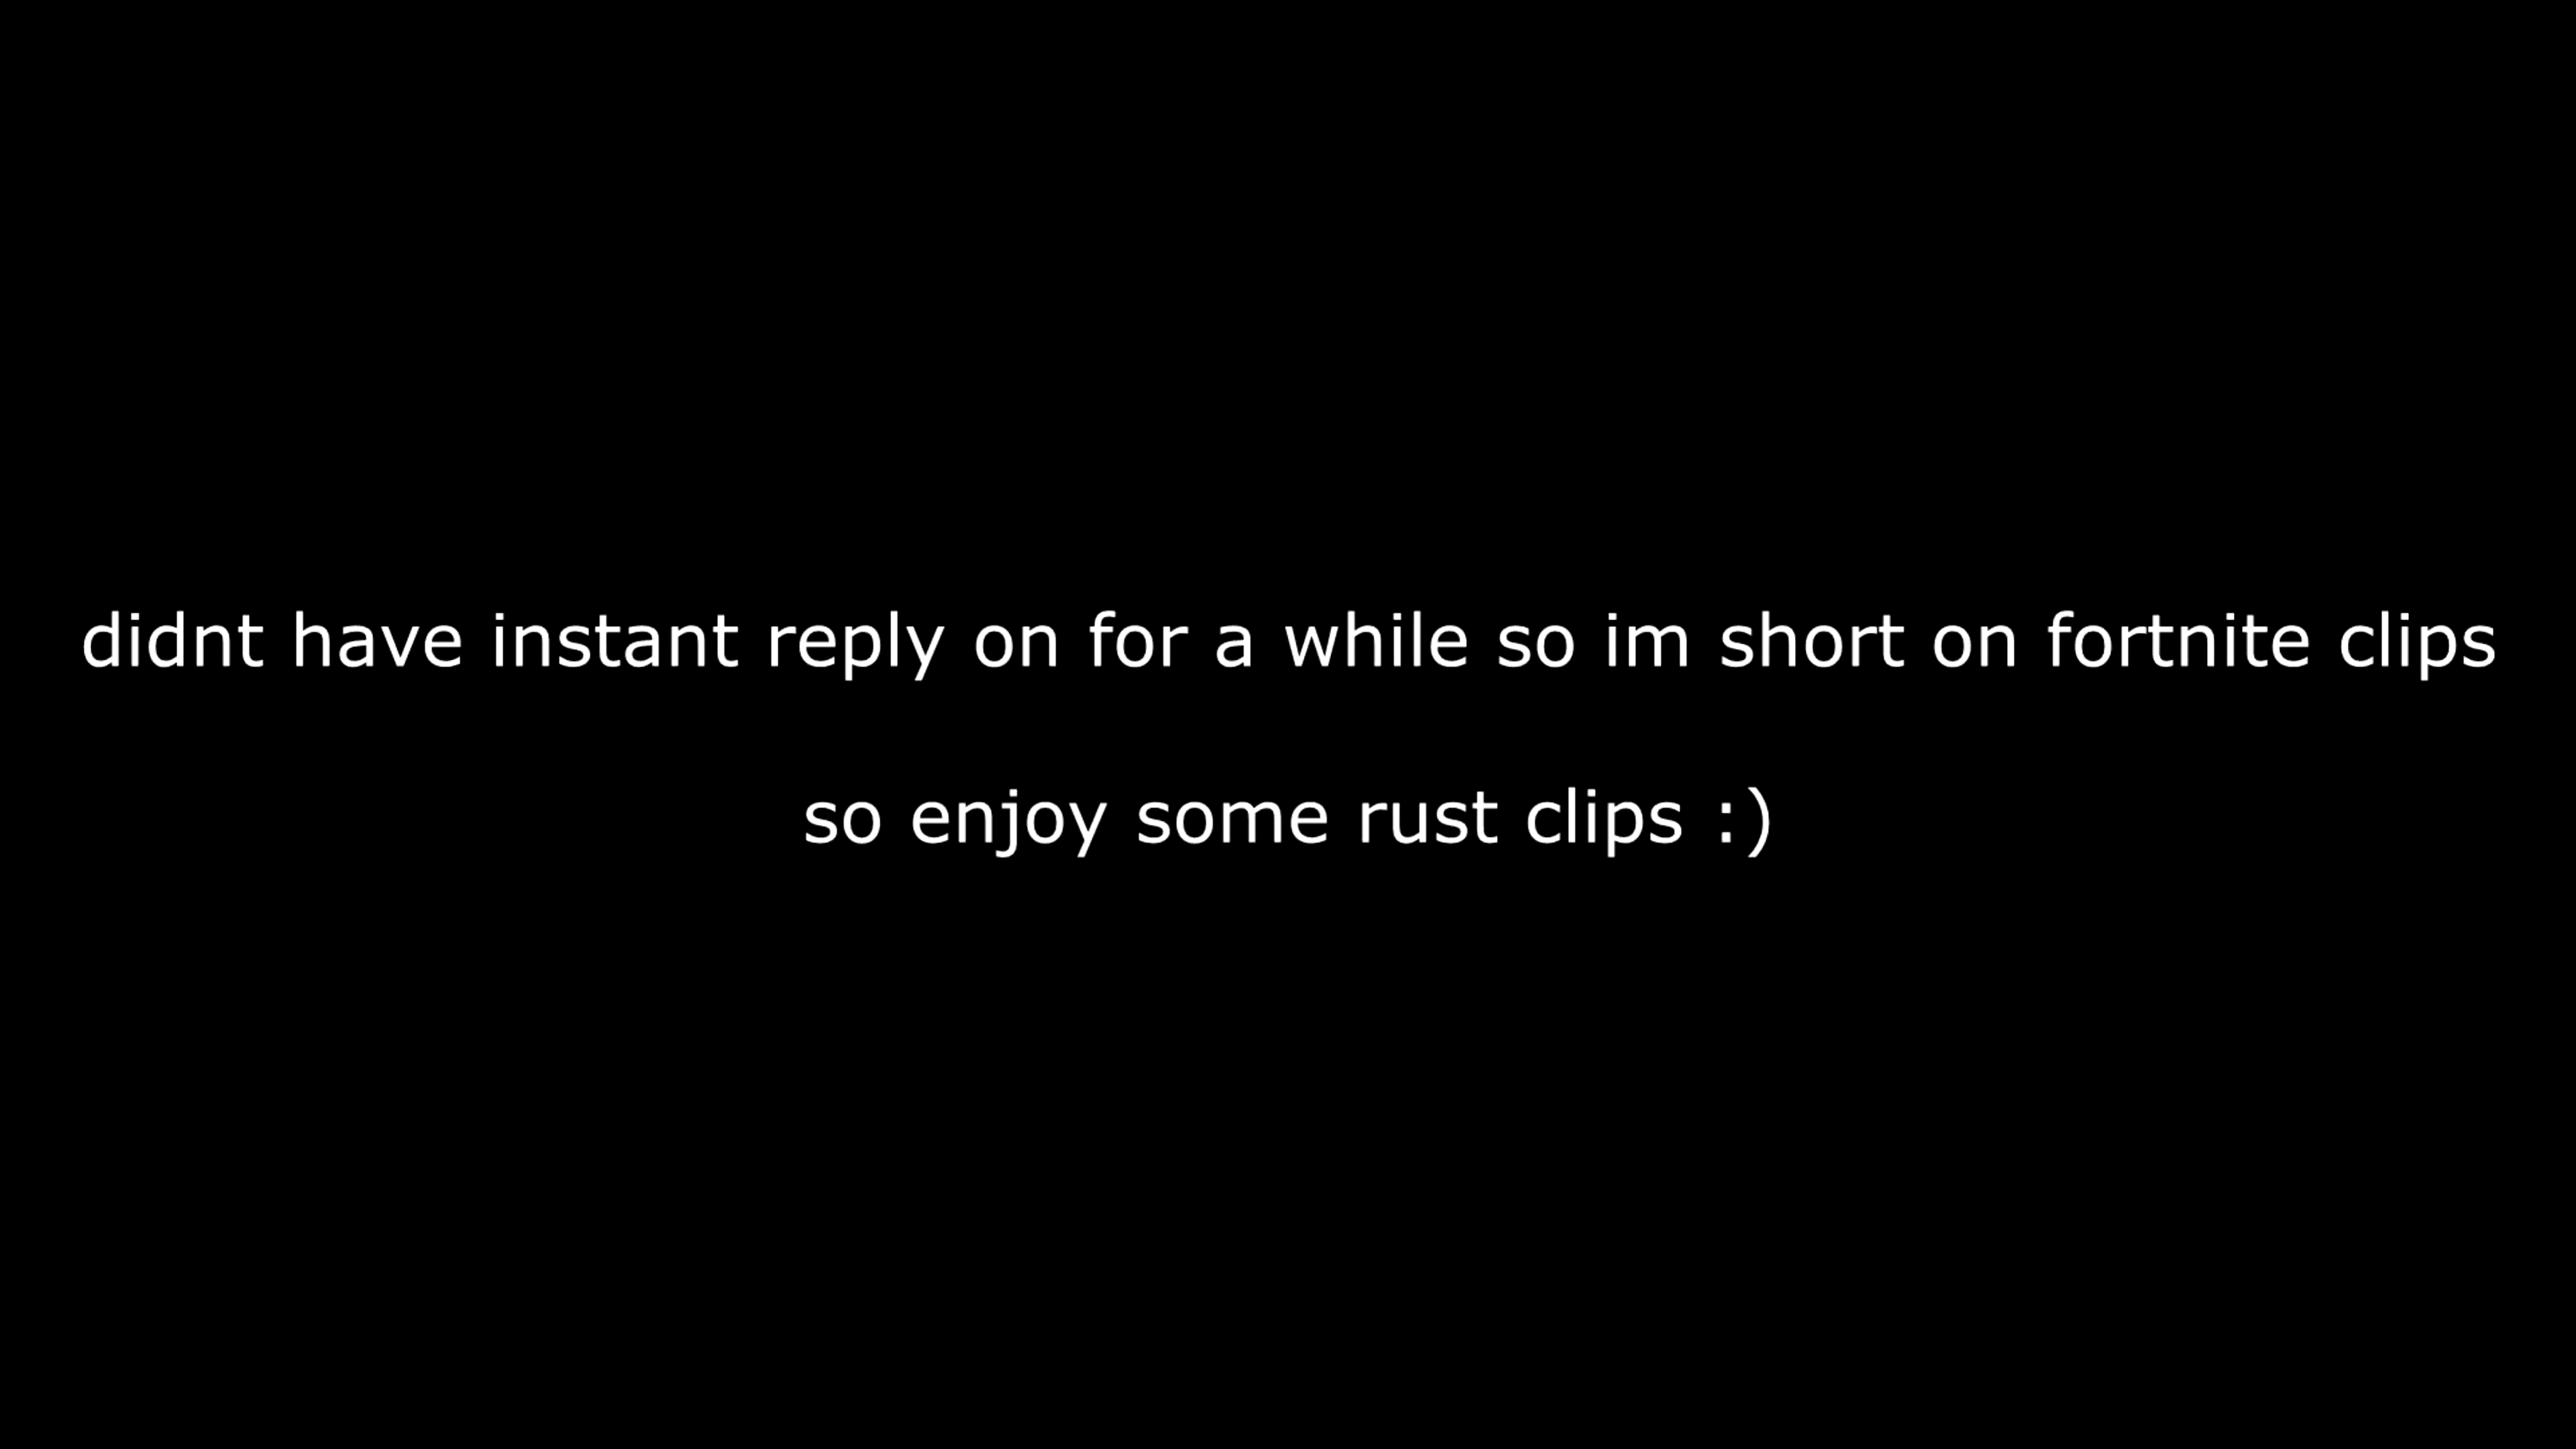 didnt have instant reply on for a while so im short on fortnite clips
so enjoy some rust clips :)